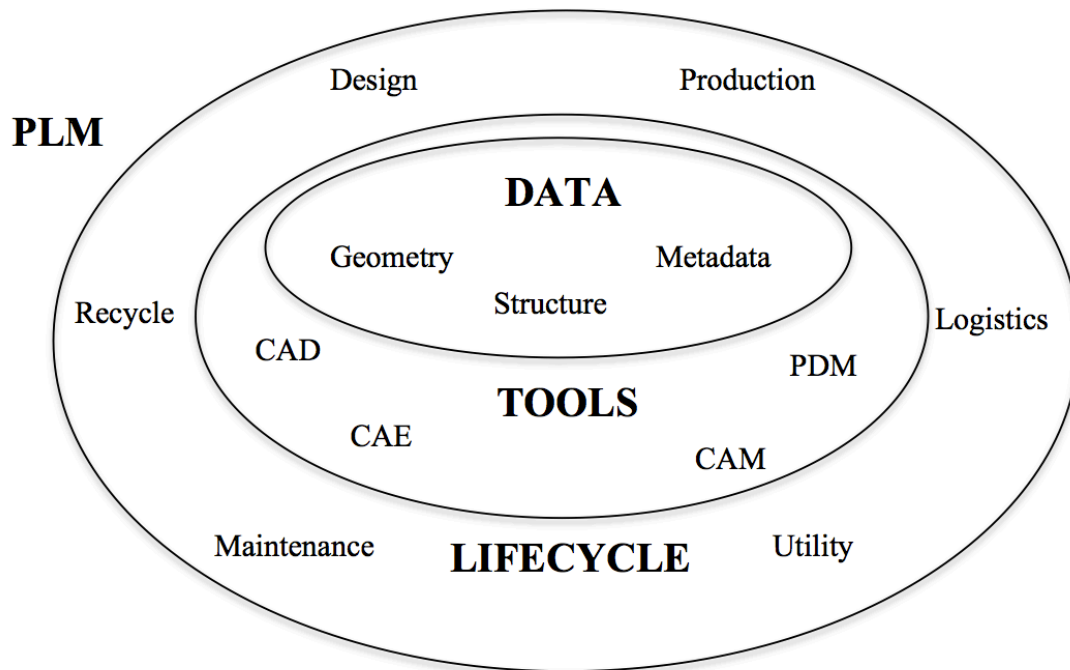 Design
Production
PLM
DATA
Geometry
Metadata
Structure
Recycle
Logistics
CAD
PDM
TOOLS
CAE
CAM
Maintenance
LIFECYCLE
Utility